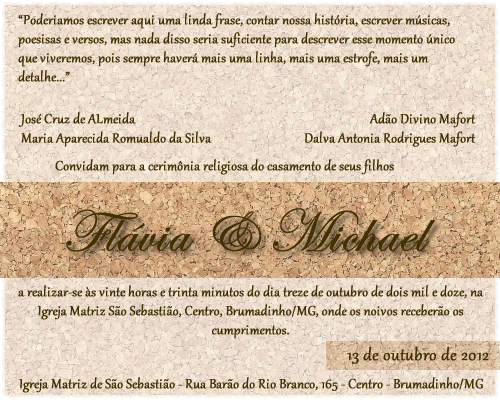 “Poderiamos escrever aqui uma linda frase, contar nossa história, escrever músicas,
poesisas e versos, mas nada disso seria suficiente para descrever esse momento único
que viveremos, pois sempre haverá mais uma linha, mais uma estrofe, mais um
detalhe...”
José Cruz de ALmeida
Adão Divino Mafort
Maria Aparecida Romualdo da Silva
Dalva Antonia Rodrigues Mafort
Convidam para a cerimônia religiosa do casamento de seus filhos
Flávia & Michael
a realizar-se às vinte horas e trinta minutos do dia treze de outubro de dois mil e doze, na
Igreja Matriz São Sebastião, Centro, Brumadinho/MG, onde os noivos receberão os
cumprimentos.
13 de outubro de 2012
Igreja Matriz de São Sebastião - Rua Barão do Rio Branco, 165 - Centro - Brumadinho/MG